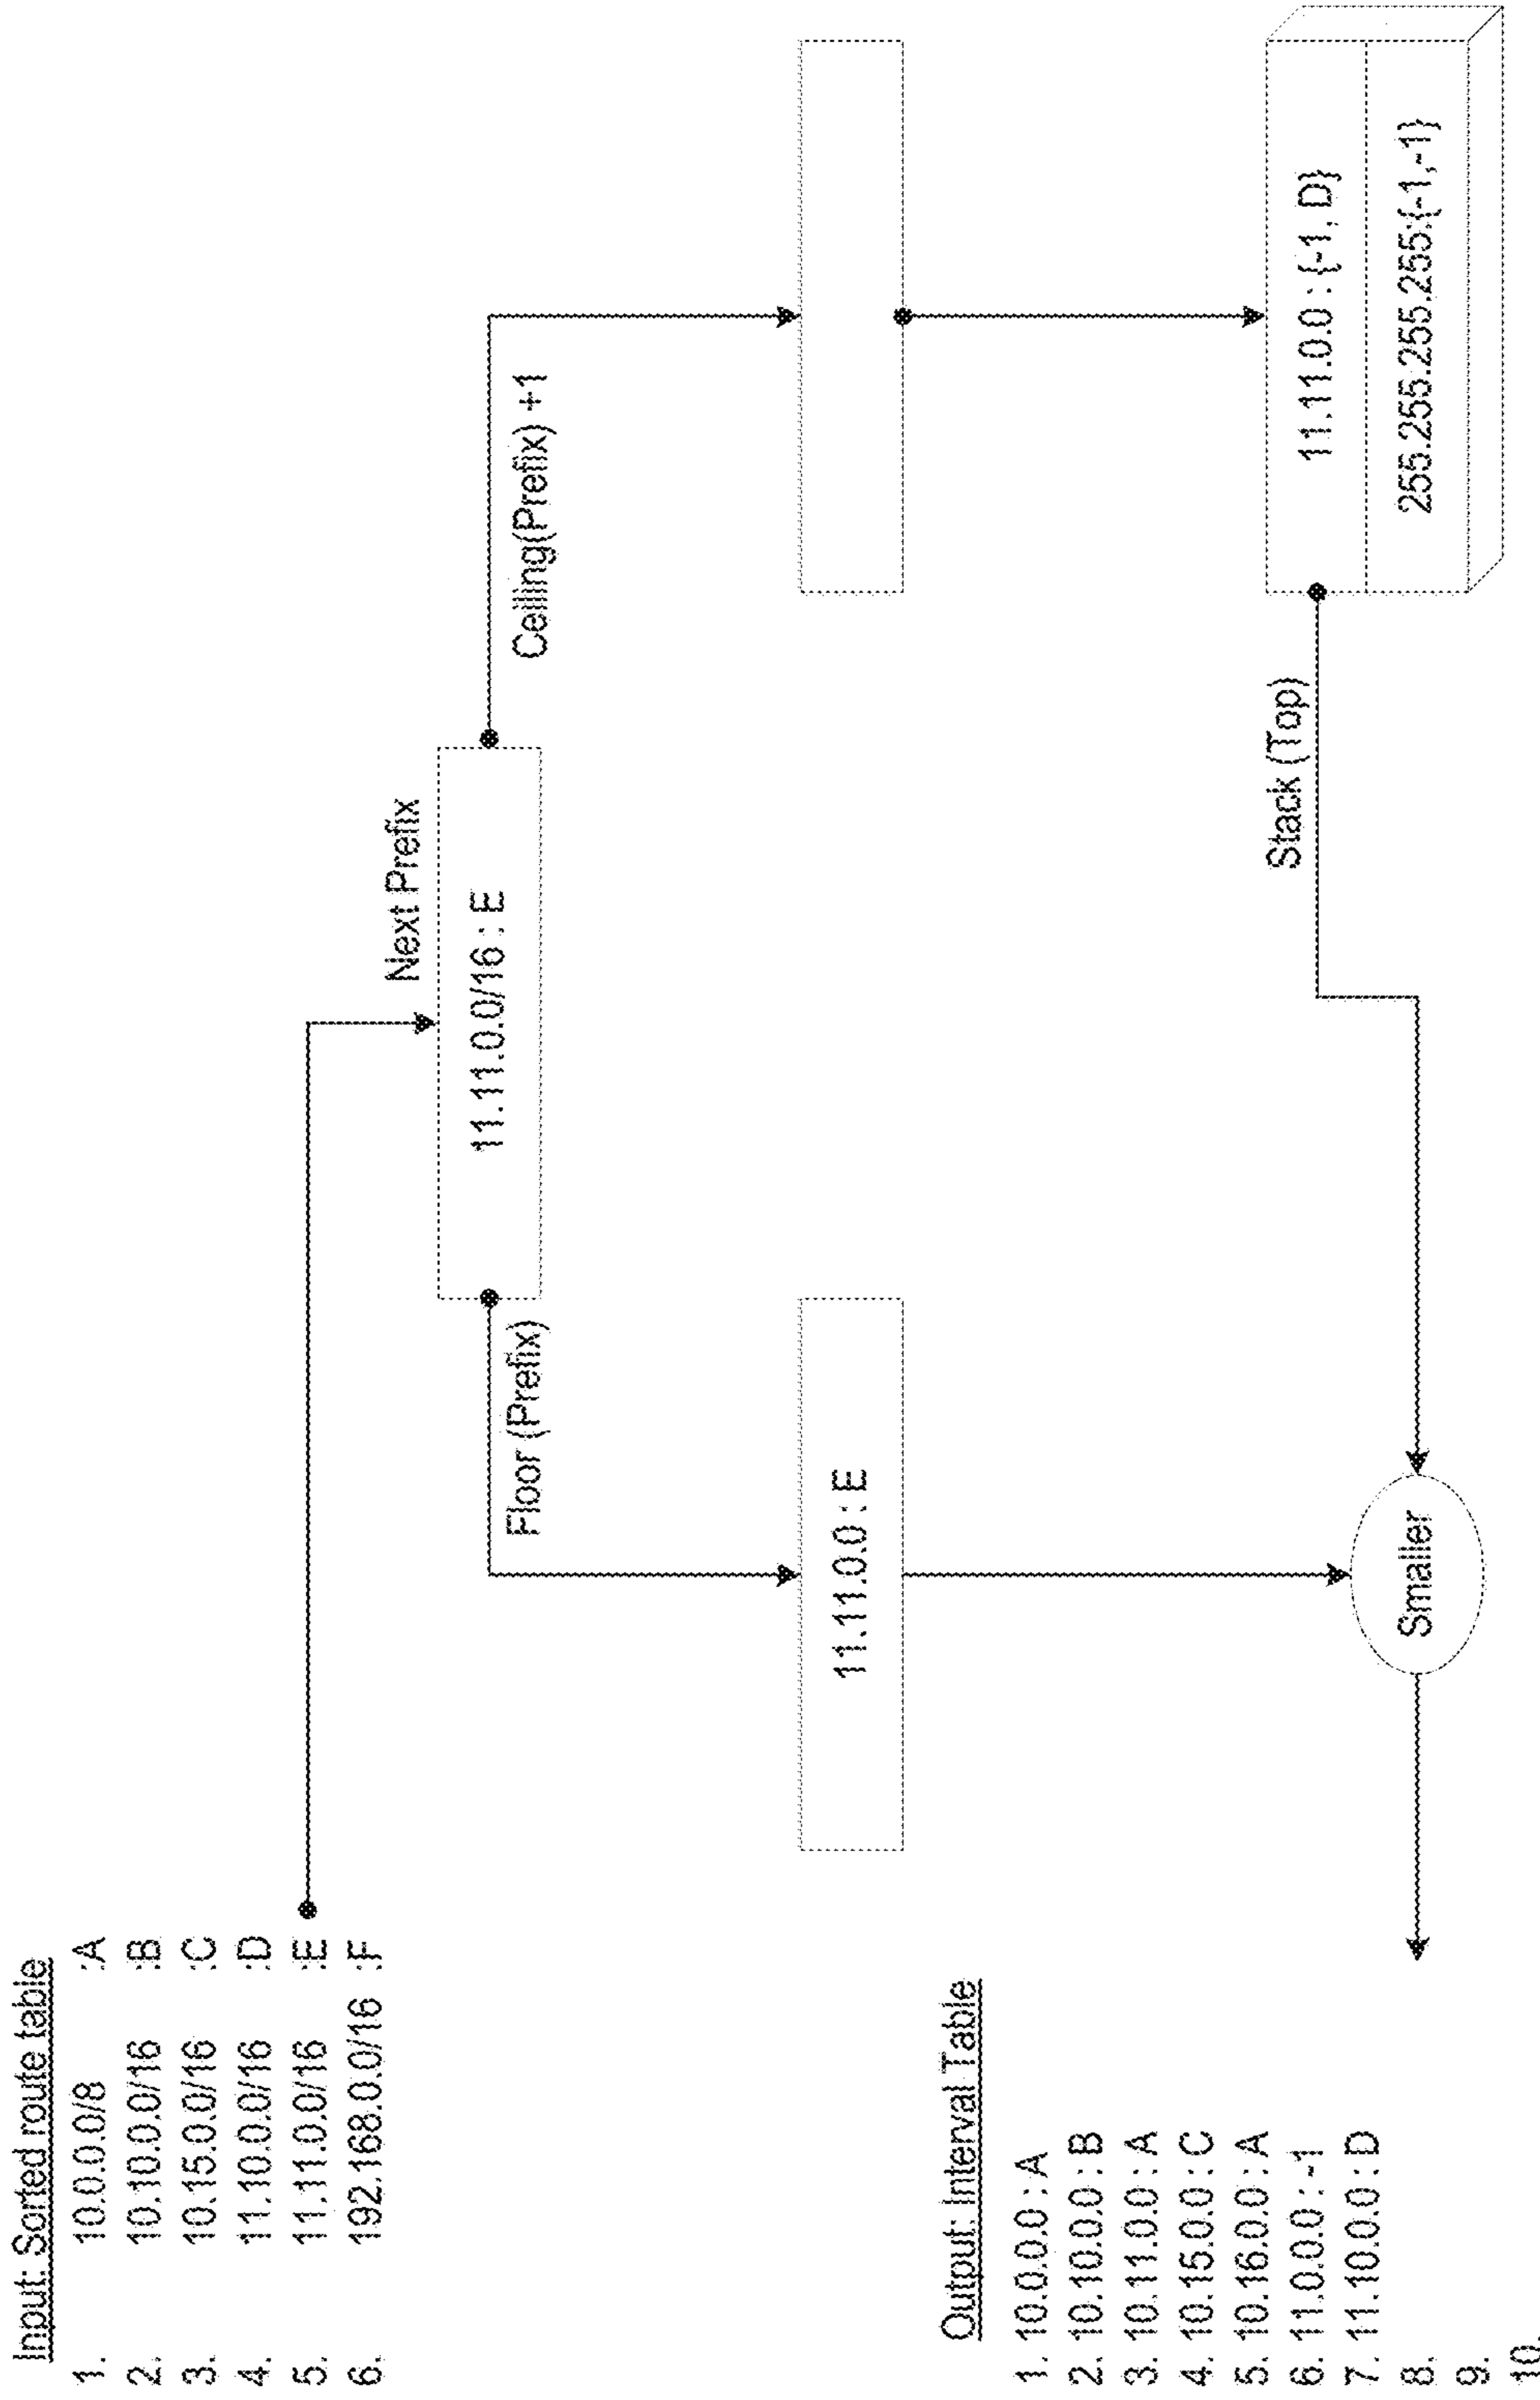 Input: Sorted route table
1. 10.0.0.0/8 :A
2. 10.10.0.0/16 :B
3. 10.15.0.0/16 :C
4. 11.10.0.0/16 :D
5. 11.11.0.0/16 :E
6. 192.168.0.0/16 :F
Next Prefix
11.11.0.0/16 : E
Floor (Prefix)
Ceiling(Prefix) +1
11.11.0.0 : E
Output: Interval Table
1. 10.0.0.0 : A
2. 10.10.0.0 : B
3. 10.11.0.0 : A
4. 10.15.0.0 : C
5. 10.16.0.0 : A
6. 11.0.0.0 : -1
7. 11.10.0.0 : D
8.
9.
10.
Smaller
Stack (Top)
11.11.0.0 : {-1, D}
255.255.255.255:{-1,-1}